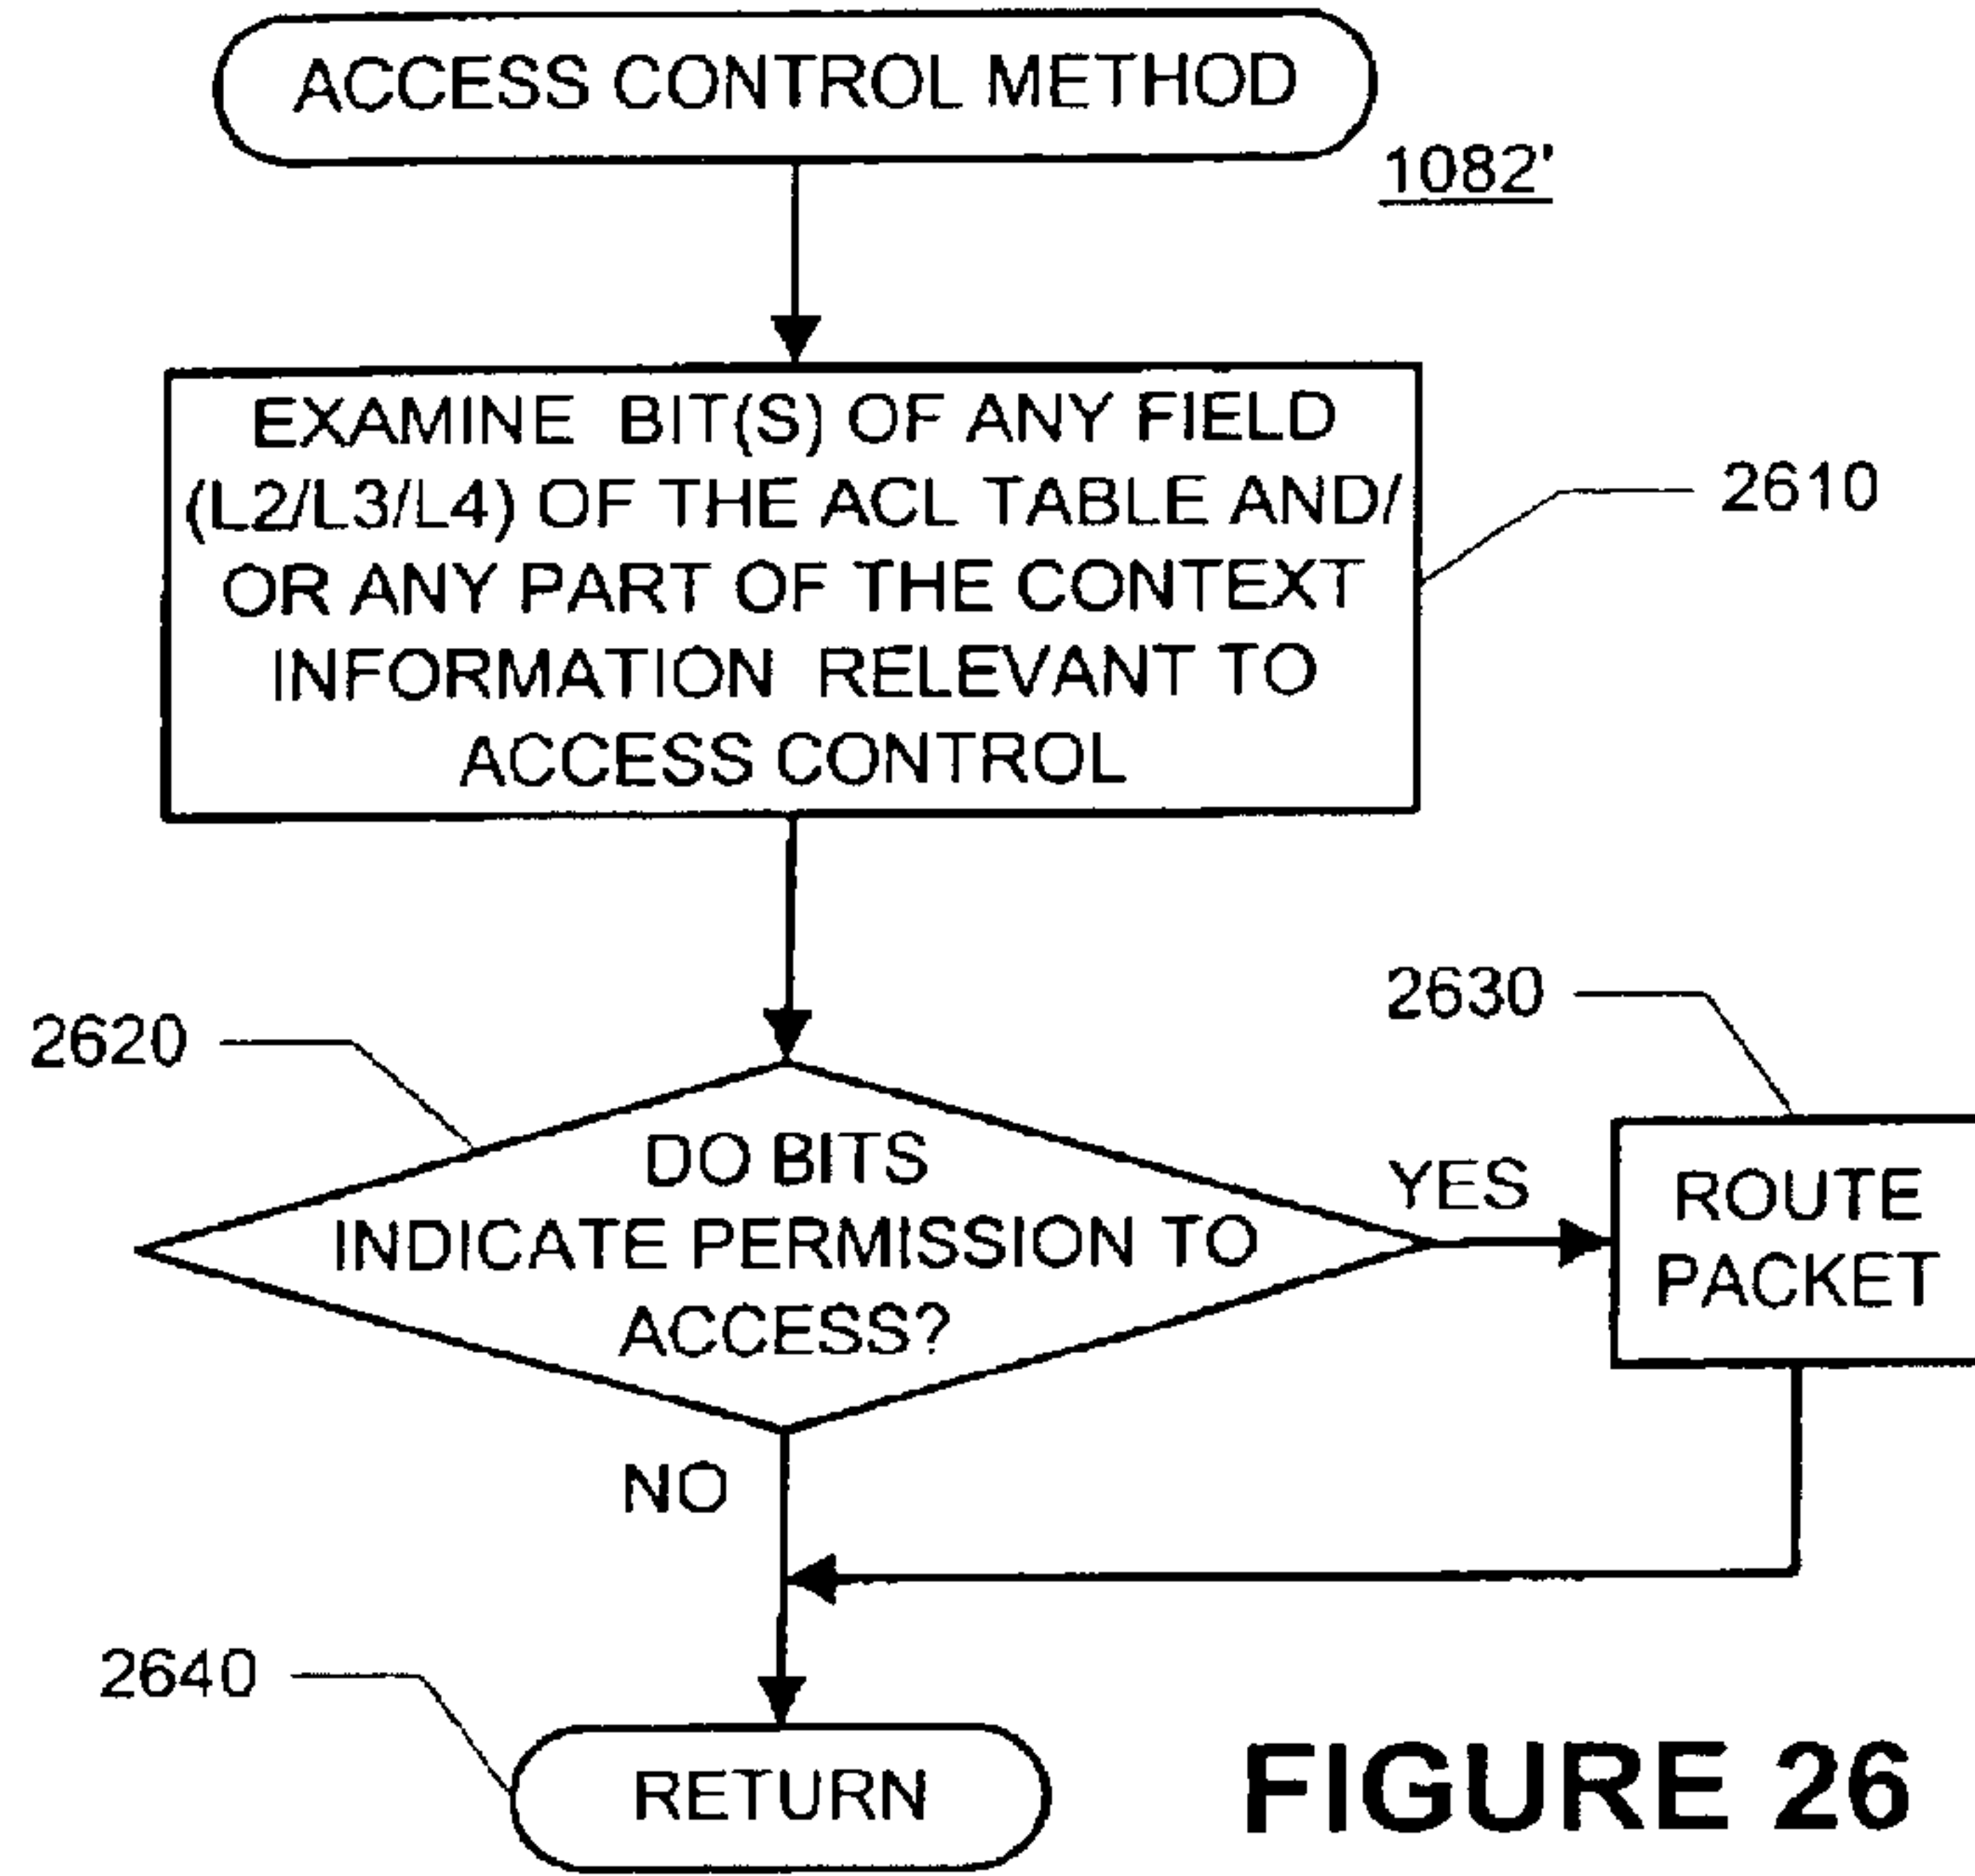 ACCESS CONTROL METHOD
1082'
EXAMINE BIT(S) OF ANY FIELD
(L2/L3/L4) OF THE ACL TABLE AND/
OR ANY PART OF THE CONTEXT
INFORMATION RELEVANT TO
ACCESS CONTROL
2610
2620
DO BITS
INDICATE PERMISSION TO
ACCESS?
YES
2630
ROUTE
PACKET
NO
2640
RETURN
FIGURE 26